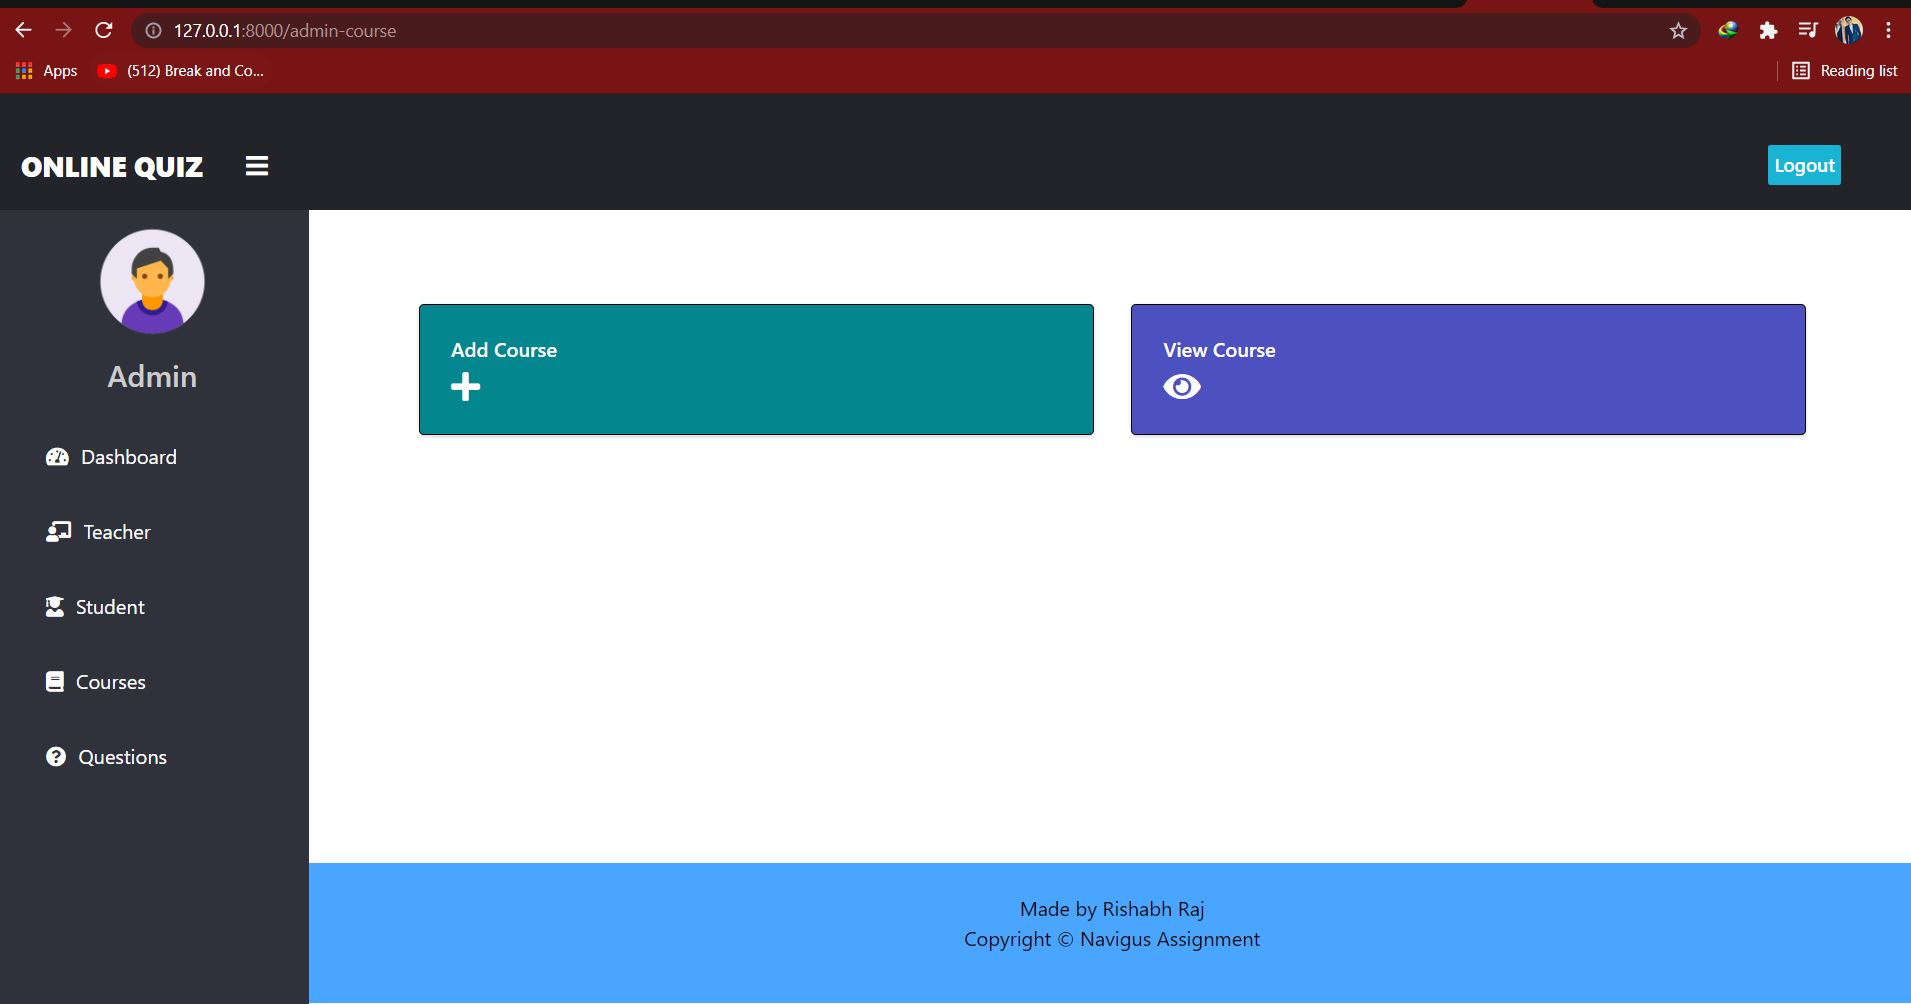 127.0.0.1:8000/admin-course
Apps
(512) Break and Co...
Reading list
ONLINE QUIZ
Logout
Admin
Dashboard
Teacher
Student
Courses
Questions
Add Course
View Course
Made by Rishabh Raj
Copyright © Navigus Assignment